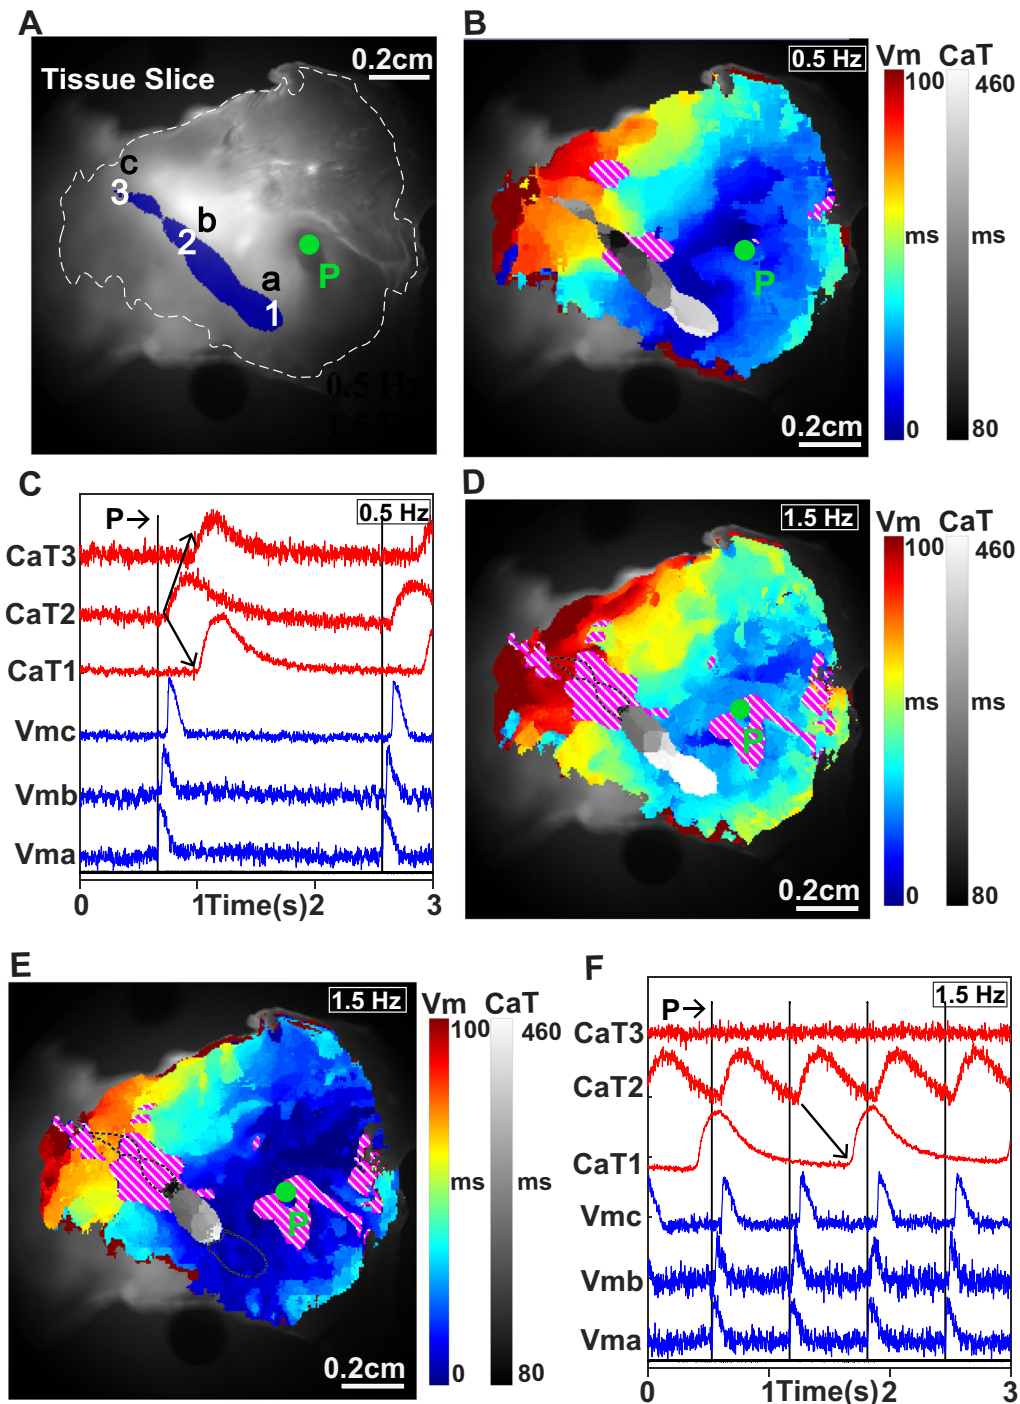 A
Tissue Slice
0.2cm
c
3
b
2
a
1
P
0.5 Hz
1.5 Hz
B
0.5 Hz
P
0.2cm
Vm CaT
100 460
ms ms
0 80
C
P→
0.5 Hz
CaT3
CaT2
CaT1
Vmc
Vmb
Vma
0 1Time(s)2 3
D
1.5 Hz
P
0.2cm
Vm CaT
100 460
ms ms
0 80
E
1.5 Hz
P
0.2cm
Vm CaT
100 460
ms ms
0 80
F
P→
1.5 Hz
CaT3
CaT2
CaT1
Vmc
Vmb
Vma
0 1Time(s)2 3